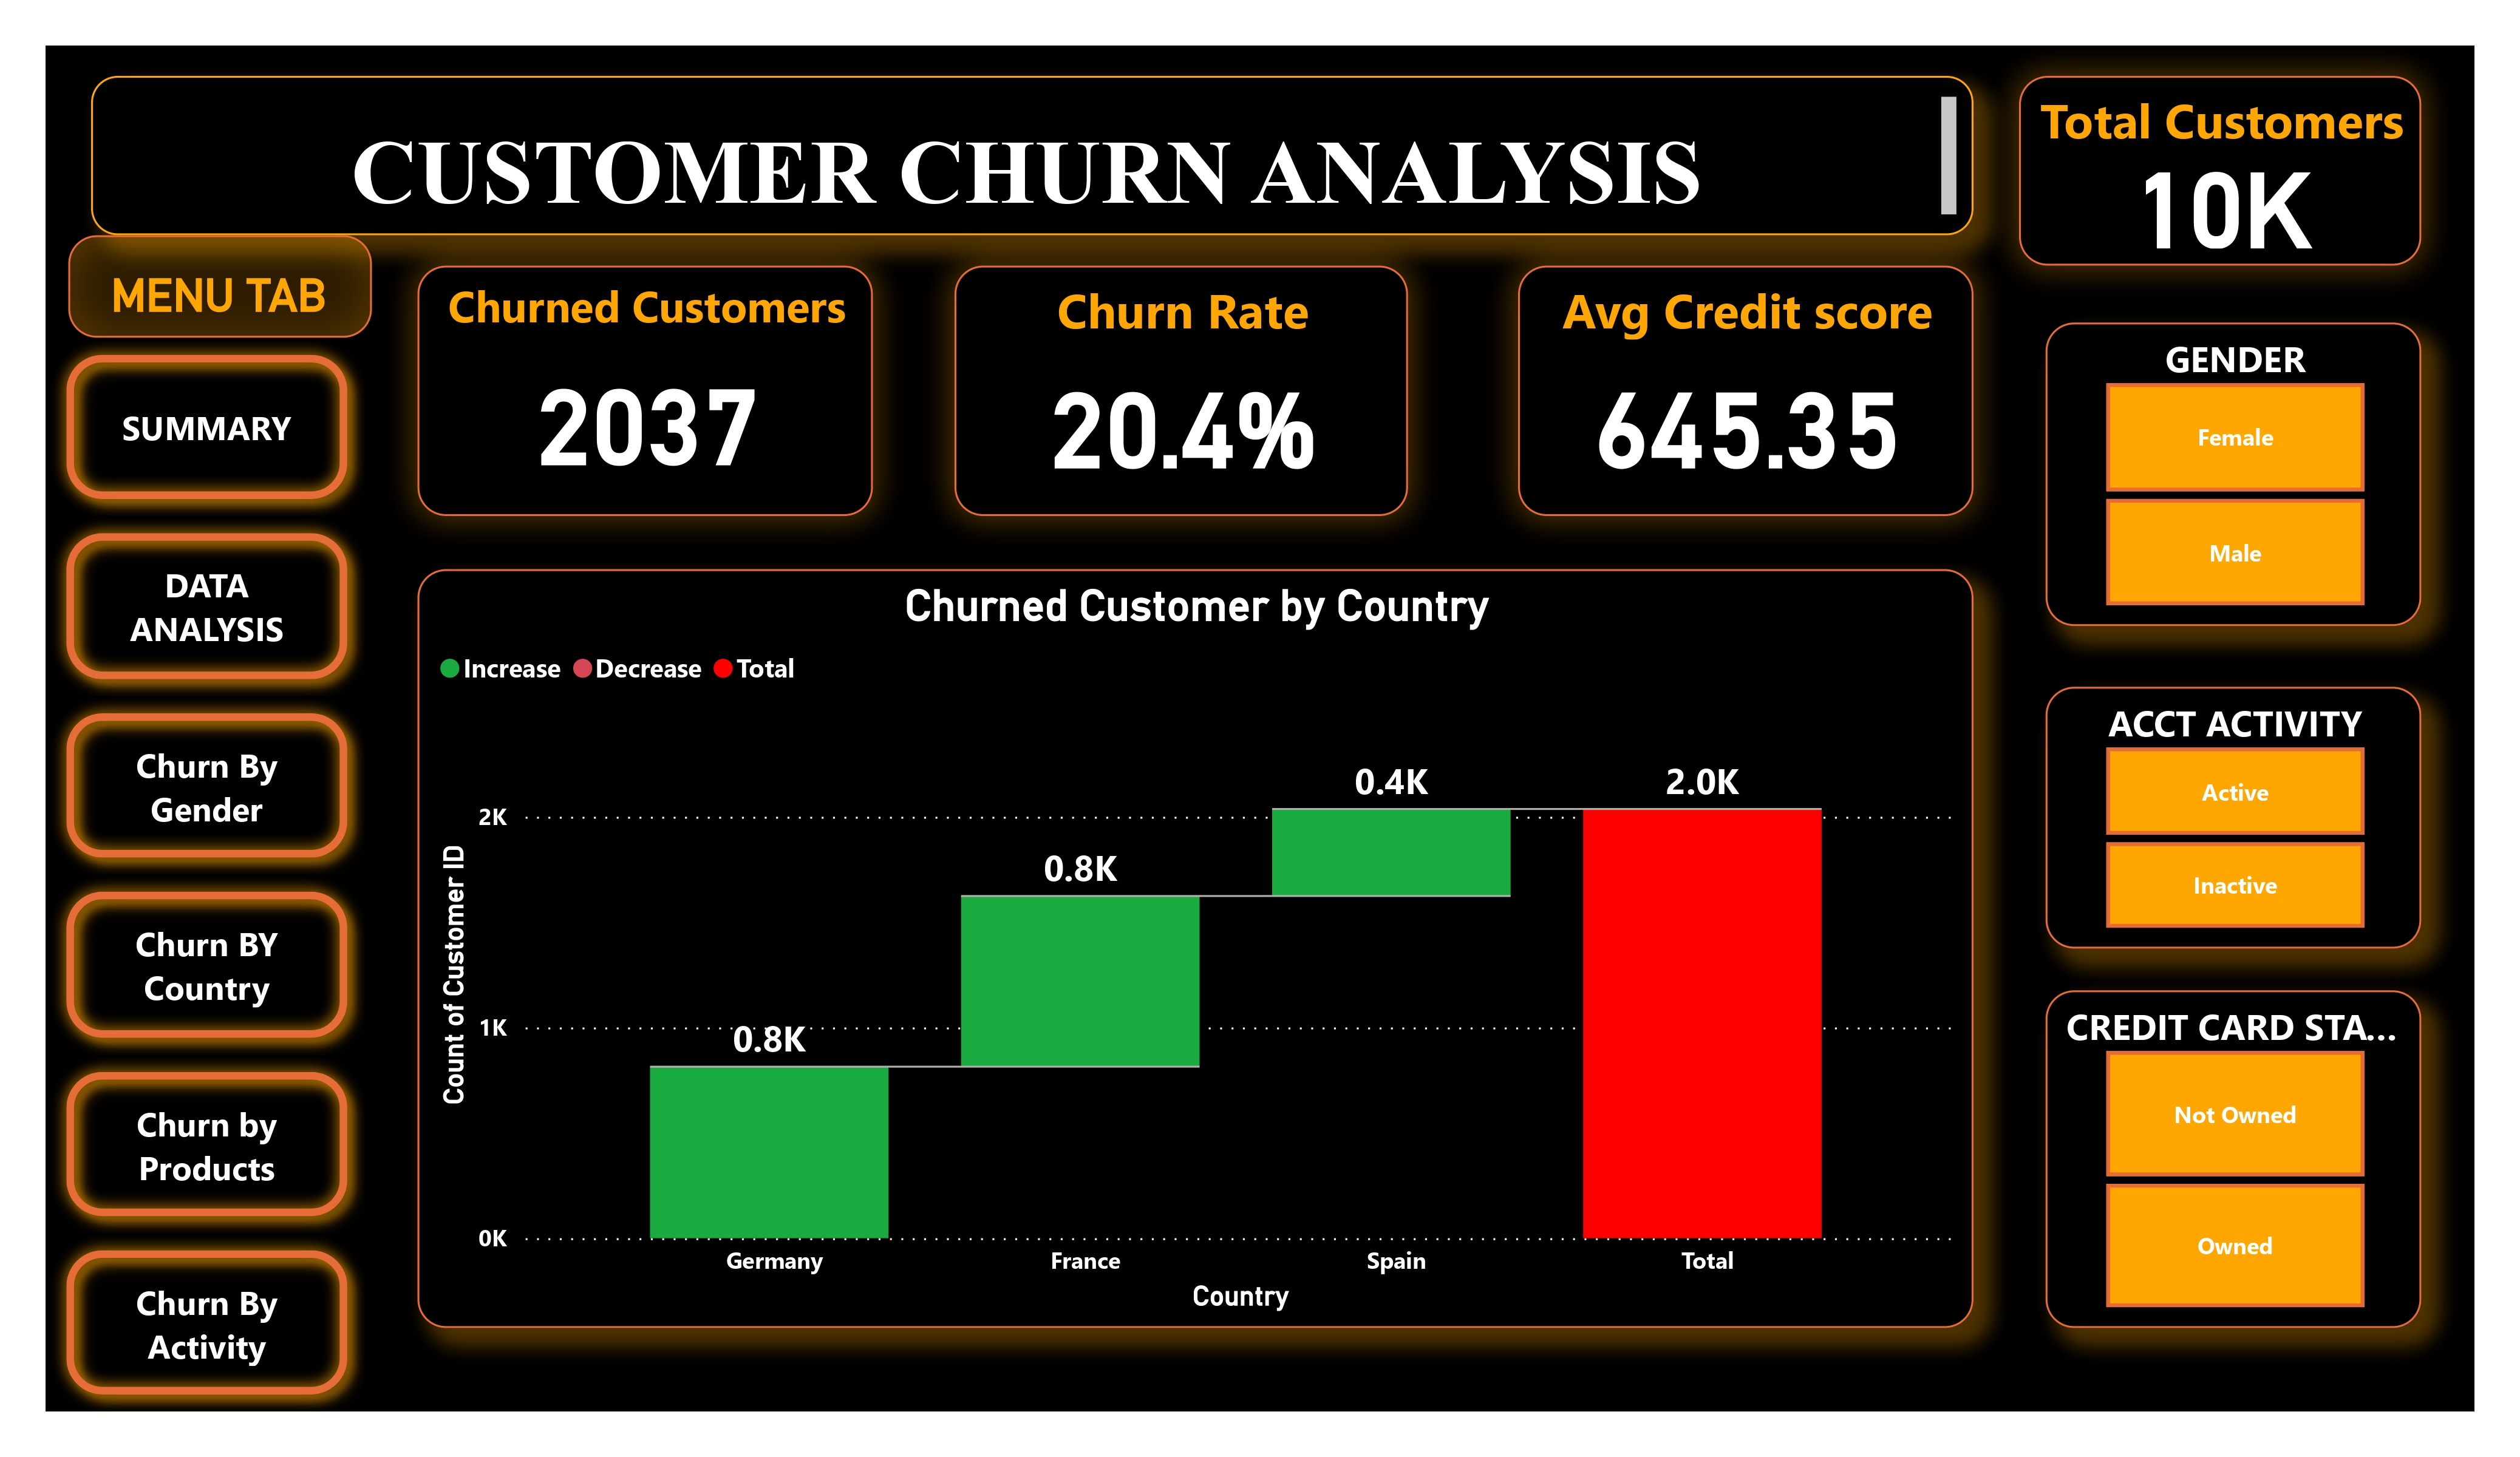 CUSTOMER CHURN ANALYSIS
Total Customers
10K
MENU TAB
SUMMARY
DATA
ANALYSIS
Churn By
Gender
Churn BY
Country
Churn by
Products
Churn By
Activity
Churned Customers
2037
Churn Rate
20.4%
Avg Credit score
645.35
Churned Customer by Country
Increase Decrease Total
Count of Customer ID
2K
1K
0K
0.8K
0.8K
0.4K
2.0K
Germany France Spain Total
Country
GENDER
Female
Male
ACCT ACTIVITY
Active
Inactive
CREDIT CARD STA...
Not Owned
Owned